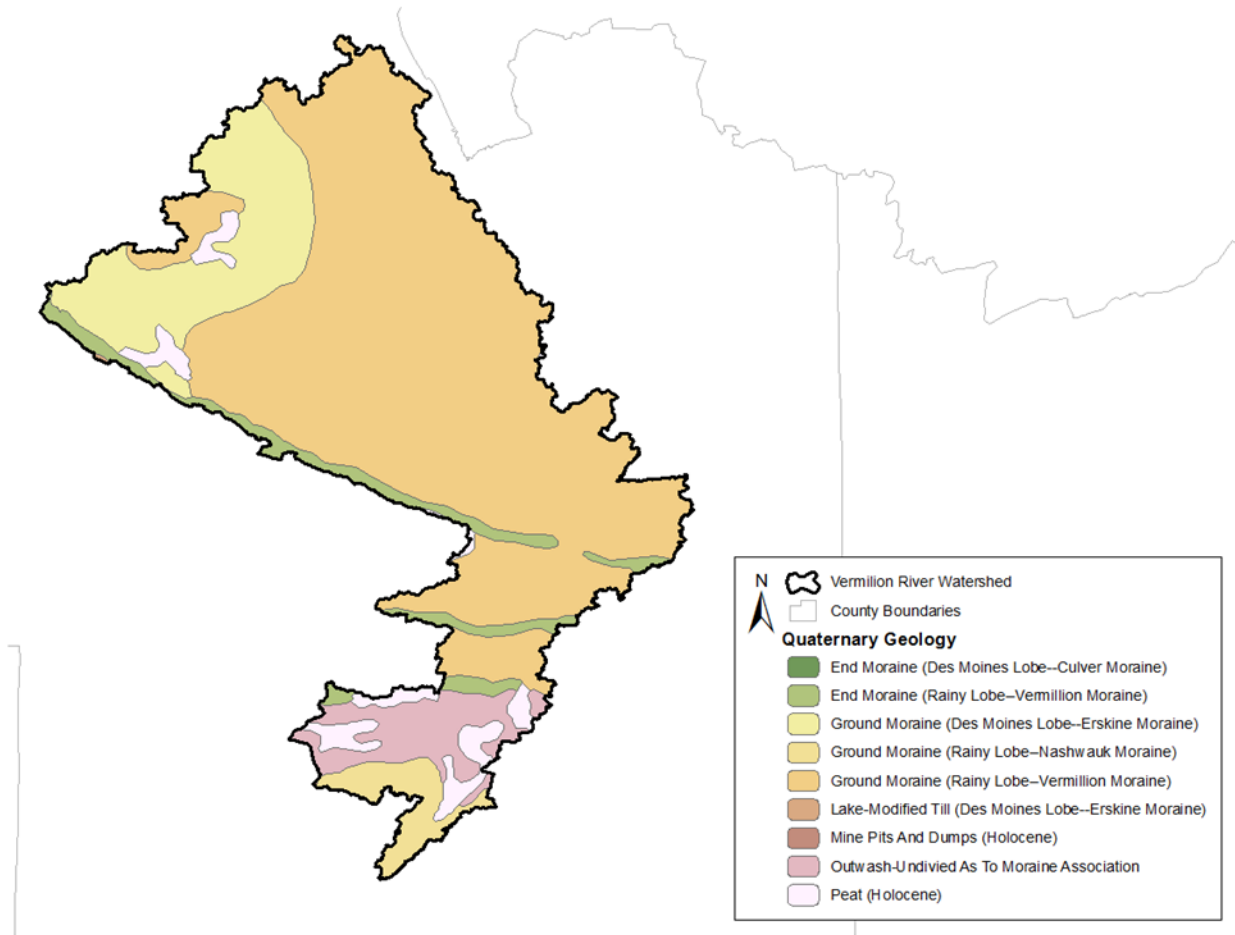 N
Vermilion River Watershed
County Boundaries
Quaternary Geology
End Moraine (Des Moines Lobe--Culver Moraine)
End Moraine (Rainy Lobe–Vermillion Moraine)
Ground Moraine (Des Moines Lobe--Erskine Moraine)
Ground Moraine (Rainy Lobe–Nashwauk Moraine)
Ground Moraine (Rainy Lobe–Vermillion Moraine)
Lake-Modified Till (Des Moines Lobe--Erskine Moraine)
Mine Pits And Dumps (Holocene)
Outwash-Undivied As To Moraine Association
Peat (Holocene)